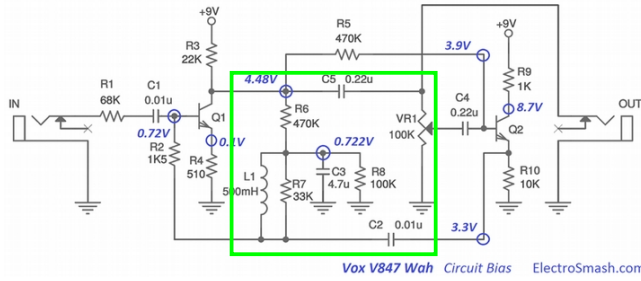 +9V
+9V
R5
470K
3.9V
R3
22K
R9
1K
4.48V
C5 0.22u
R1
68K
C1
0.01u
IN
OUT
Q1
R6
470K
VR1
100K
C4
0.22u
8.7V
Q2
0.72V
0.1V
R2
1K5
R4
510
0.722V
L1
500mH
R7
33K
C3
4.7u
R8
100K
R10
10K
C2
0.01u
3.3V
Vox V847 Wah Circuit Bias ElectroSmash.com